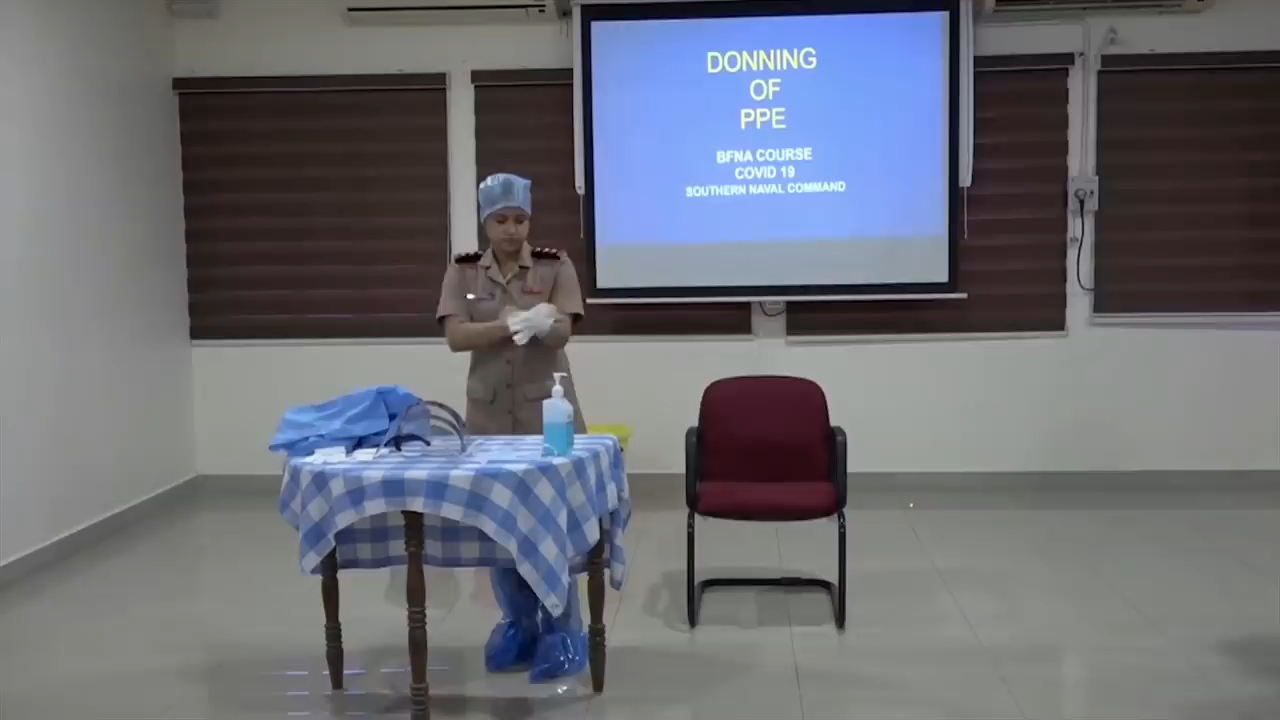 DONNING
OF
PPE
BFNA COURSE
COVID 19
SOUTHERN NAVAL COMMAND